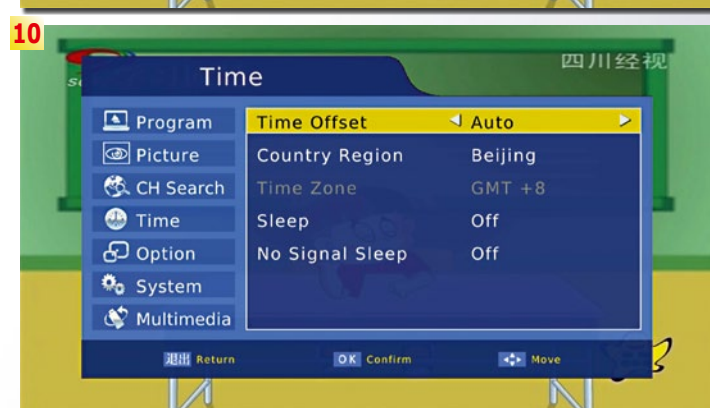 10
四川经视
Time
Program
Picture
CH Search
Time
Option
System
Multimedia
Time Offset Auto
Country Region Beijing
Time Zone GMT +8
Sleep Off
No Signal Sleep Off
退出 Return OK Confirm Move